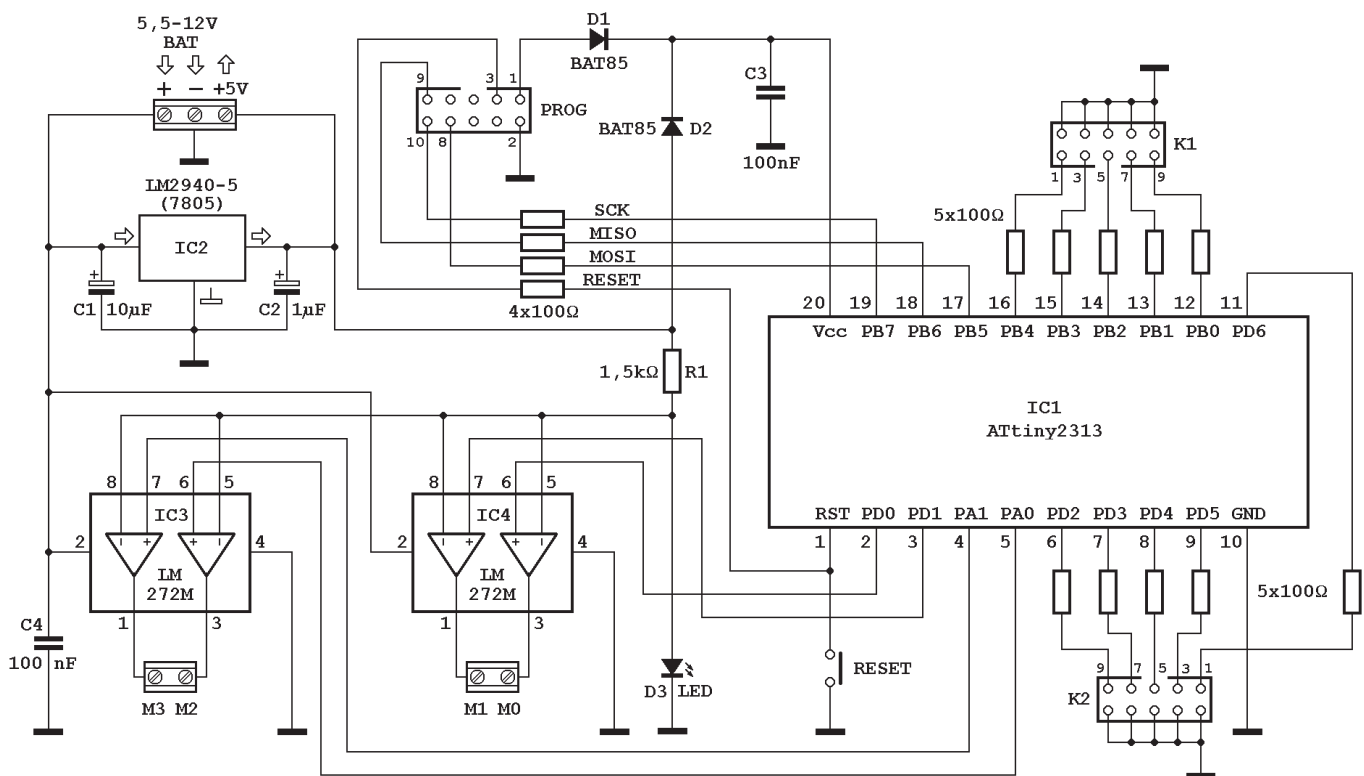 5,5-12V
BAT
+ − +5V
D1
BAT85
9 3 1
PROG
10 8 2
C3
100nF
BAT85 D2
K1
1 3 5 7 9
5x100Ω
LM2940-5
(7805)
IC2
+
C1 10µF
+
C2 1µF
SCK
MISO
MOSI
RESET
4x100Ω
1,5kΩ R1
20 19 18 17 16 15 14 13 12 11
Vcc PB7 PB6 PB5 PB4 PB3 PB2 PB1 PB0 PD6
IC1
ATtiny2313
RST PD0 PD1 PA1 PA0 PD2 PD3 PD4 PD5 GND
1 2 3 4 5 6 7 8 9 10
8 7 6 5
IC3
− + + −
2 4
LM
272M
1 3
M3 M2
8 7 6 5
IC4
− + + −
2 4
LM
272M
1 3
M1 M0
C4
100 nF
D3 LED
RESET
5x100Ω
9 7 5 3 1
K2